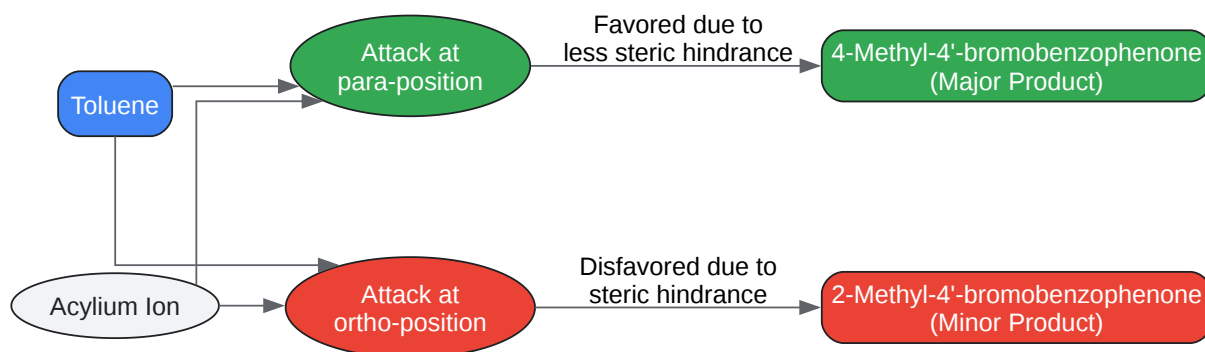 Toluene
Attack at
para-position
Favored due to
less steric hindrance
4-Methyl-4'-bromobenzophenone
(Major Product)
Acylium Ion
Attack at
ortho-position
Disfavored due to
steric hindrance
2-Methyl-4'-bromobenzophenone
(Minor Product)